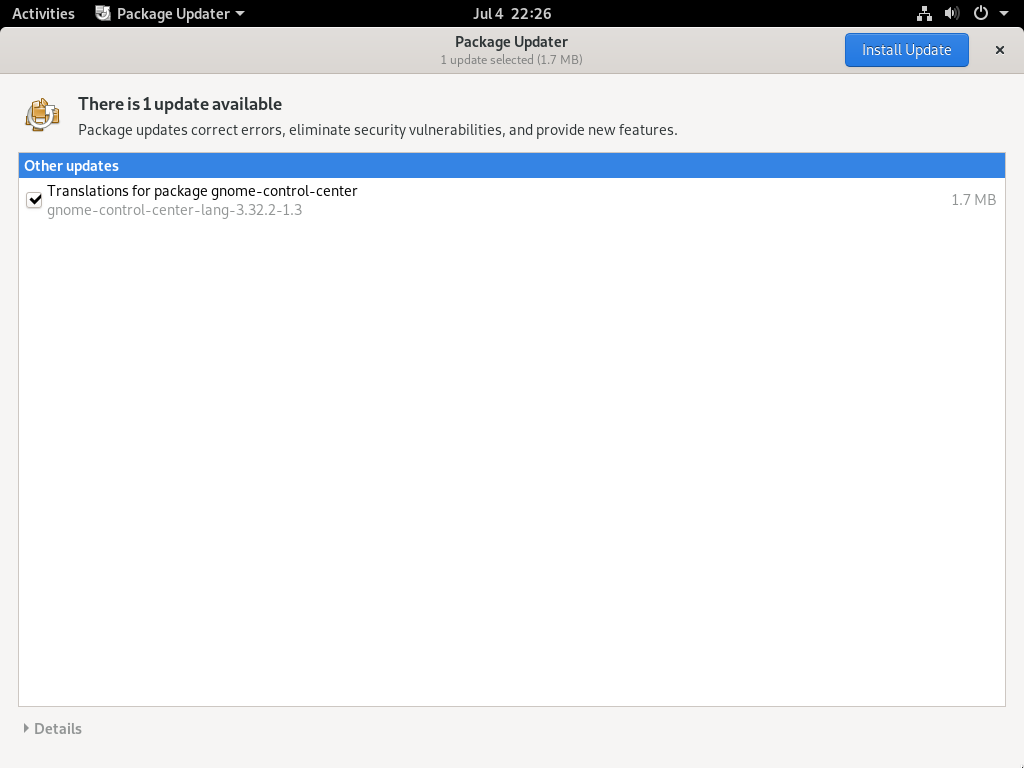 Activities Package Updater Jul 4 22:26
Package Updater
1 update selected (1.7 MB)
Install Update
There is 1 update available
Package updates correct errors, eliminate security vulnerabilities, and provide new features.
Other updates
Translations for package gnome-control-center
gnome-control-center-lang-3.32.2-1.3
1.7 MB
Details